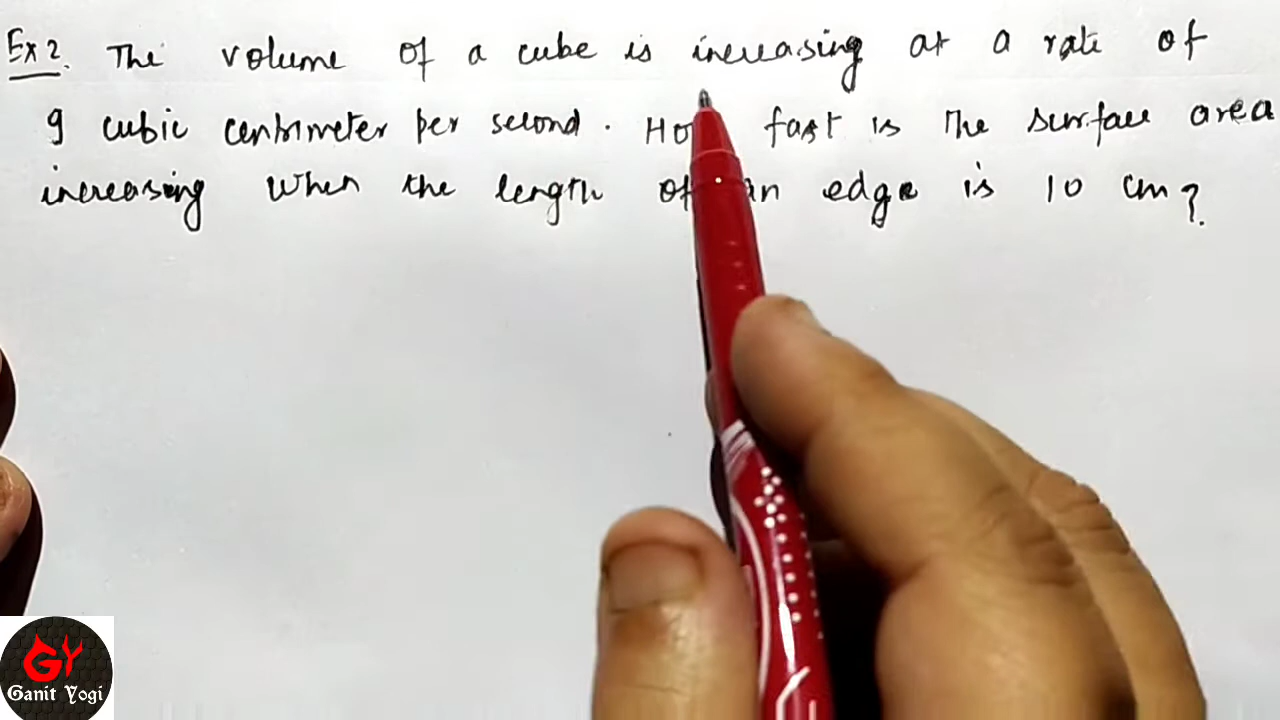 Ex 2. The volume of a cube is increasing at a rate of
9 cubic centimeter per second. fast is the surface area
increasing when the length of an edge is 10 cm?
GY
Ganit Yogi